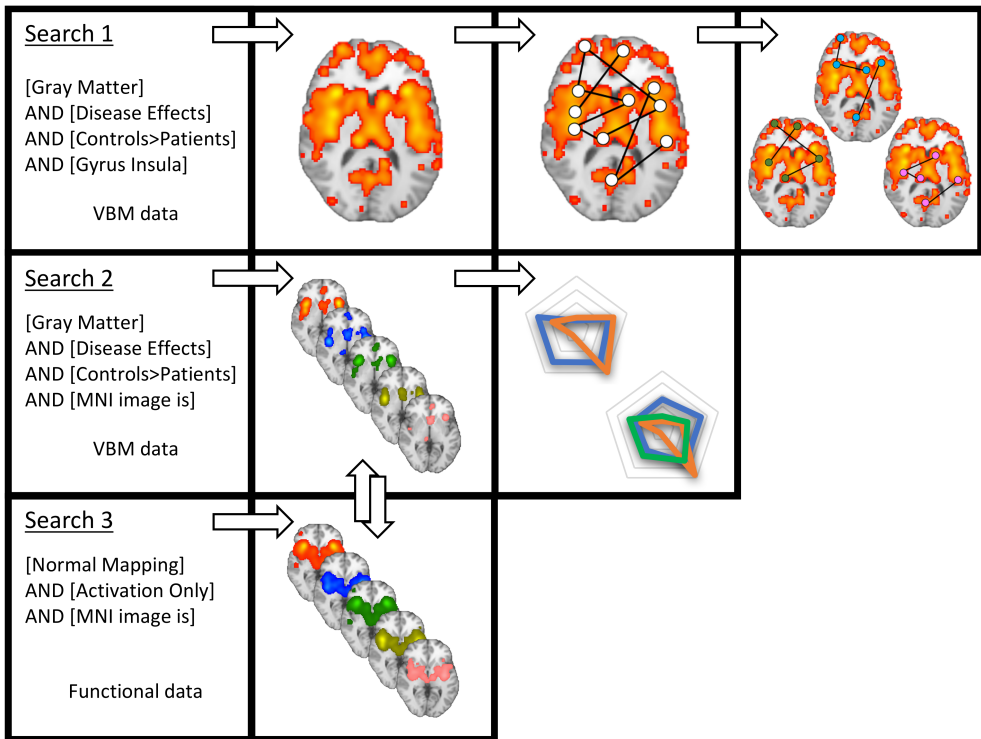 Search 1
[Gray Matter]
AND [Disease Effects]
AND [Controls>Patients]
AND [Gyrus Insula]
VBM data
Search 2
[Gray Matter]
AND [Disease Effects]
AND [Controls>Patients]
AND [MNI image is]
VBM data
Search 3
[Normal Mapping]
AND [Activation Only]
AND [MNI image is]
Functional data